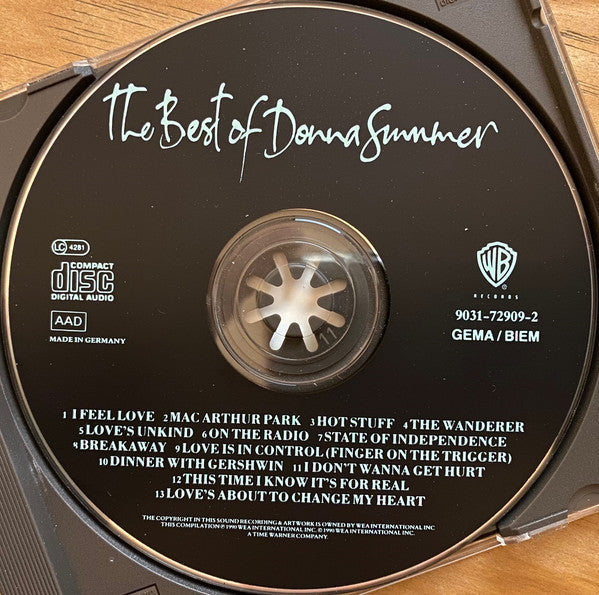 The Best of Donna Summer
LC 4281
COMPACT
disc
DIGITAL AUDIO
AAD
MADE IN GERMANY
WB
®
RECORDS
9031-72909-2
GEMA / BIEM
11
1 I FEEL LOVE 2 MAC ARTHUR PARK 3 HOT STUFF 4 THE WANDERER
5 LOVE'S UNKIND 6 ON THE RADIO 7 STATE OF INDEPENDENCE
8 BREAKAWAY 9 LOVE IS IN CONTROL (FINGER ON THE TRIGGER)
10 DINNER WITH GERSHWIN 11 I DON'T WANNA GET HURT
12 THIS TIME I KNOW IT'S FOR REAL
13 LOVE'S ABOUT TO CHANGE MY HEART
THE COPYRIGHT IN THIS SOUND RECORDING & ARTWORK IS OWNED BY WEA INTERNATIONAL INC.
THIS COMPILATION ℗ 1990 WEA INTERNATIONAL INC. © 1990 WEA INTERNATIONAL INC.
A TIME WARNER COMPANY.